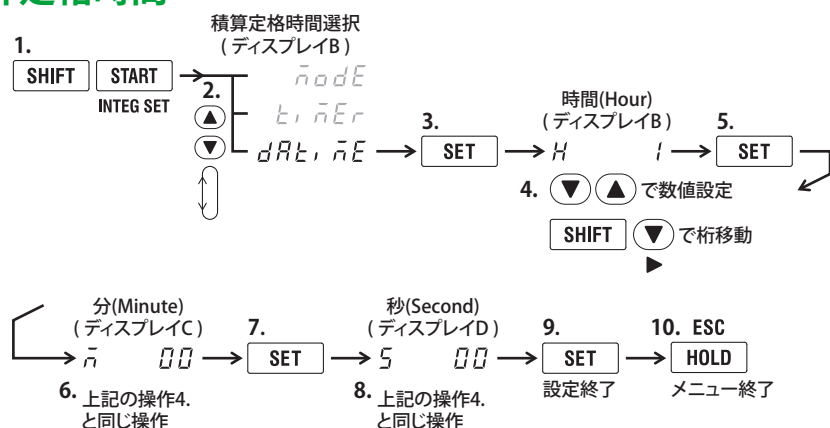 積算定格時間選択
(ディスプレイB)
1.
SHIFT START
INTEG SET
2.
modE
timEr
dAtimE
3.
SET
時間(Hour)
(ディスプレイB)
H 1
5.
SET
4. ▼ ▲ で数値設定
SHIFT ▼ で桁移動
▶
分(Minute)
(ディスプレイC)
m 00
6. 上記の操作4.
と同じ操作
7.
SET
秒(Second)
(ディスプレイD)
S 00
8. 上記の操作4.
と同じ操作
9.
SET
設定終了
10. ESC
HOLD
メニュー終了